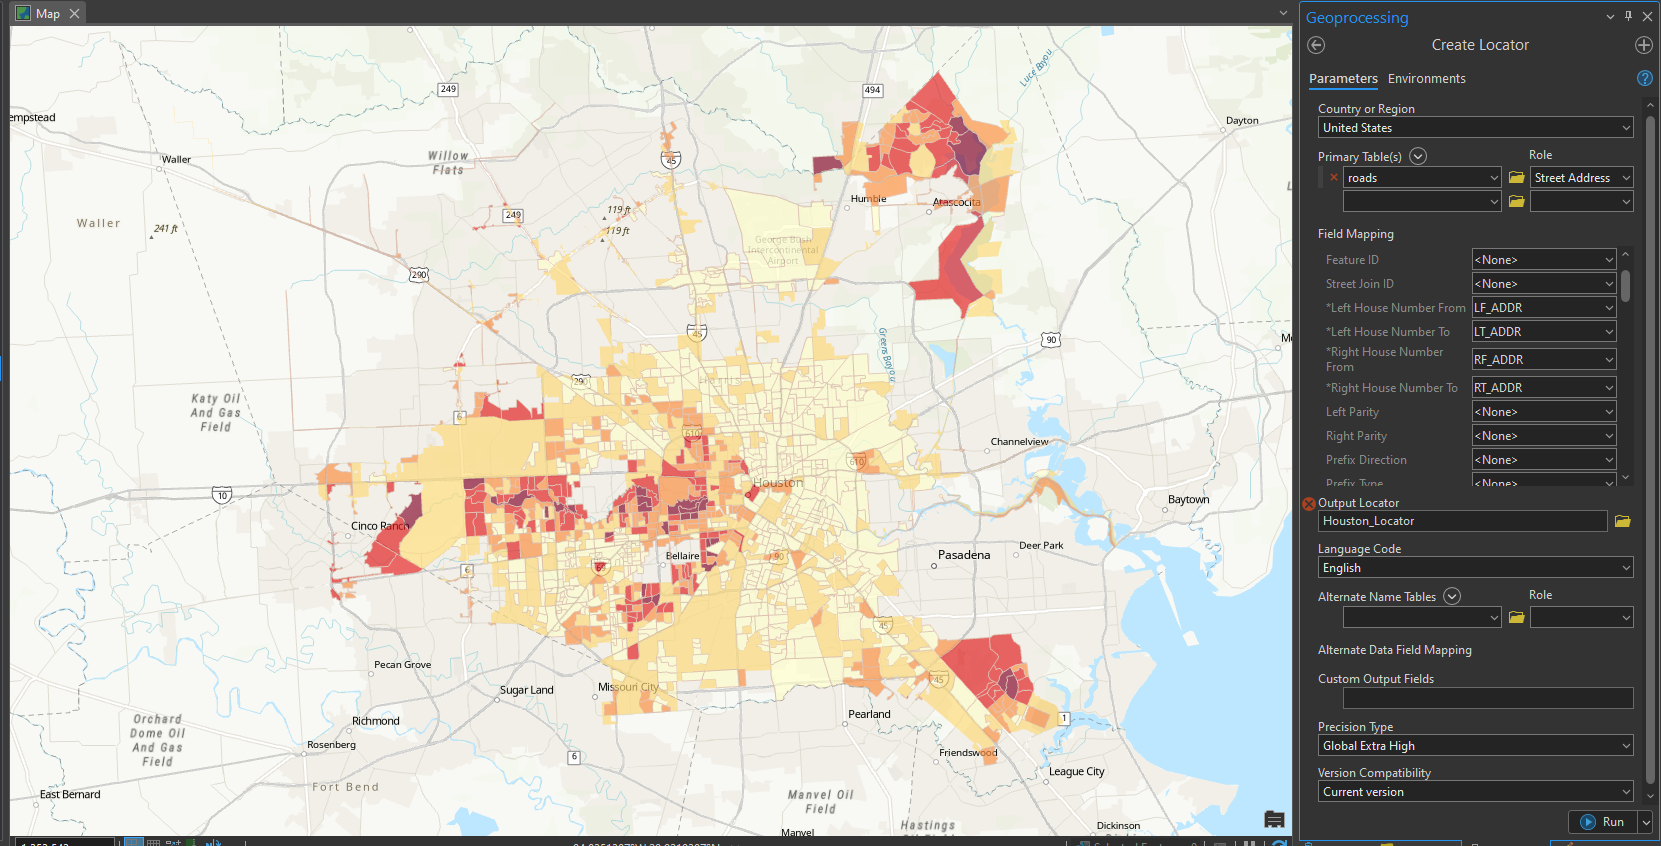 Map
Geoprocessing
Create Locator
Parameters Environments
Country or Region
United States
Primary Table(s) Role
roads Street Address
Field Mapping
Feature ID <None>
Street Join ID <None>
*Left House Number From LF_ADDR
*Left House Number To LT_ADDR
*Right House Number From RF_ADDR
*Right House Number To RT_ADDR
Left Parity <None>
Right Parity <None>
Prefix Direction <None>
Prefix Type <None>
Output Locator
Houston_Locator
Language Code
English
Alternate Name Tables Role
Alternate Data Field Mapping
Custom Output Fields
Precision Type
Global Extra High
Version Compatibility
Current version
Run
249
494
Luce Bayou
empstead
Dayton
Waller
Willow
Flats
45
Humble
Atascocita
249
119 ft
119 ft
Waller
241 ft
George Bush
Intercontinental
Airport
290
45
90
Greens Bayou
290
Katy Oil
And Gas
Field
6
610
Channelview
610
10
Houston
Baytown
Cinco Ranch
Bellaire
Pasadena
Deer Park
90
6
69
45
Pecan Grove
Missouri City
Sugar Land
45
Orchard
Dome Oil
And Gas
Field
Richmond
Pearland
1
Rosenberg
6
Friendswood
League City
Fort Bend
East Bernard
Manvel Oil
Field
Manvel
Hastings
Dickinson